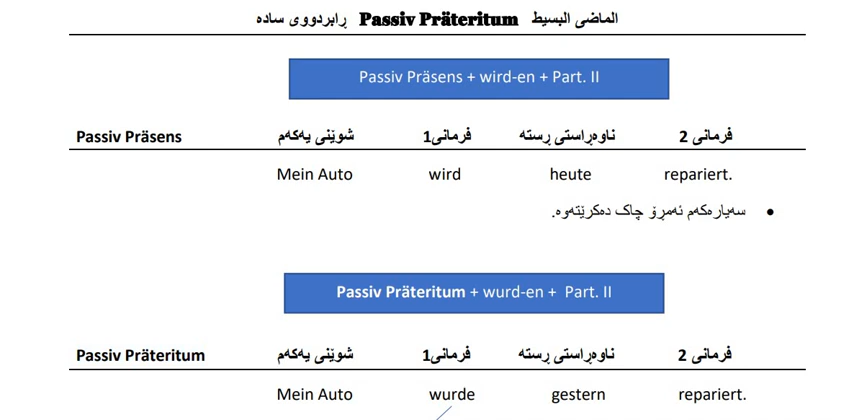 الماضي البسيط Passiv Präteritum ڕابردووی سادە
Passiv Präsens + wird-en + Part. II
Passiv Präsens شوێنی یەکەم فرمانی1 ناوەڕاستی ڕستە فرمانی 2
Mein Auto wird heute repariert.
• سەیارەکەم ئەمڕۆ چاک دەکرێتەوە.
Passiv Präteritum + wurd-en + Part. II
Passiv Präteritum شوێنی یەکەم فرمانی1 ناوەڕاستی ڕستە فرمانی 2
Mein Auto wurde gestern repariert.